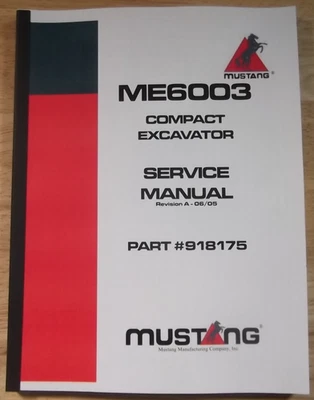 MUSTANG®
ME6003
COMPACT
EXCAVATOR
SERVICE
MANUAL
Revision A - 06/05
PART #918175
MUSTANG®
Mustang Manufacturing Company, Inc.